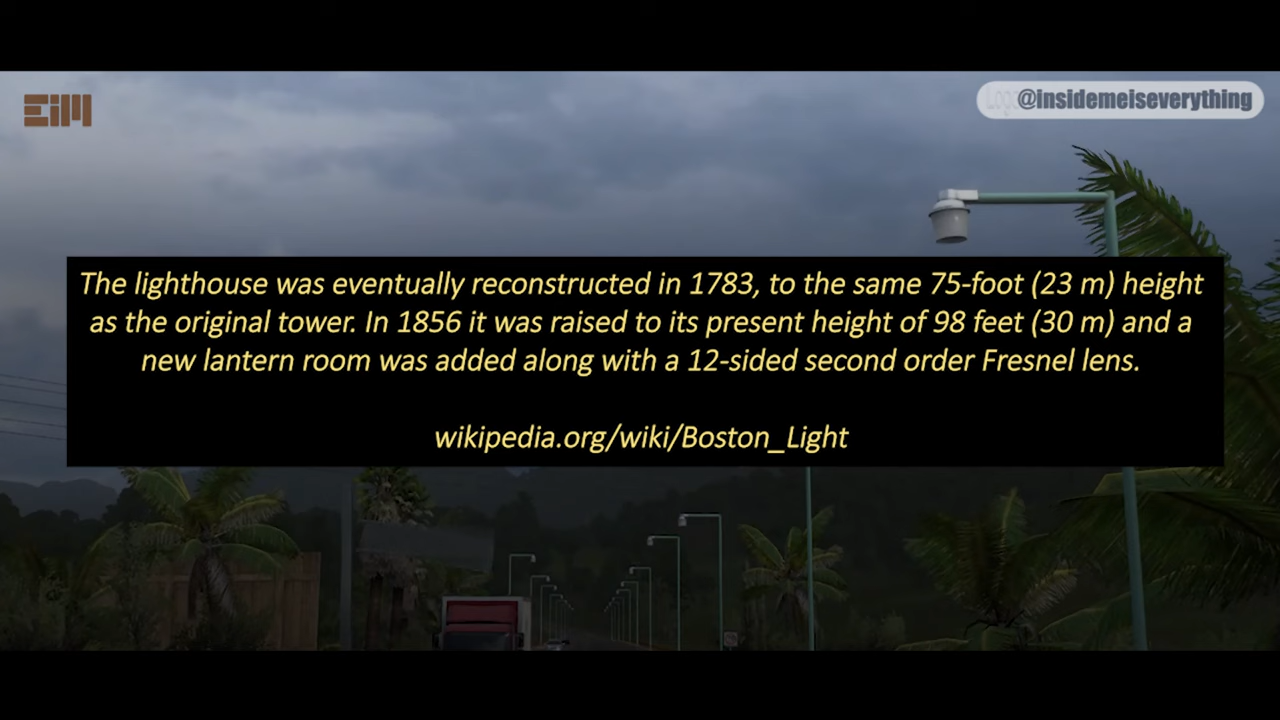 EiM
@insidemeiseverything
The lighthouse was eventually reconstructed in 1783, to the same 75-foot (23 m) height
as the original tower. In 1856 it was raised to its present height of 98 feet (30 m) and a
new lantern room was added along with a 12-sided second order Fresnel lens.
wikipedia.org/wiki/Boston_Light